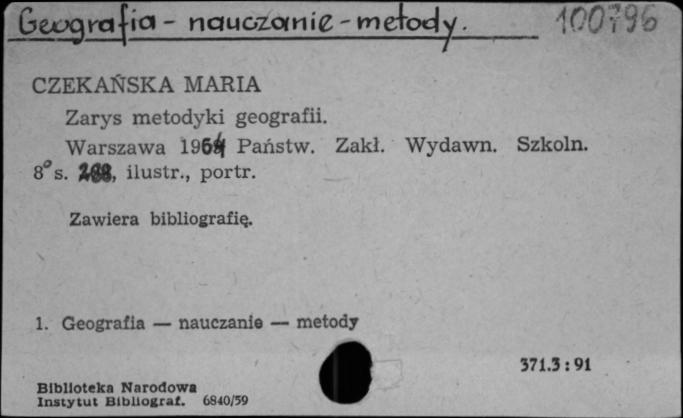 Geografia - nauczanie - metody.
CZEKAŃSKA MARIA
Zarys metodyki geografii.
Warszawa Państw. Zakł. Wydawn. Szkoln.
8° s. ilustr., portr.
Zawiera bibliografię.
1. Geografia — nauczanie — metody
371.3 : 91
Biblioteka Narodowa
Instytut Bibliograf. 6840/59